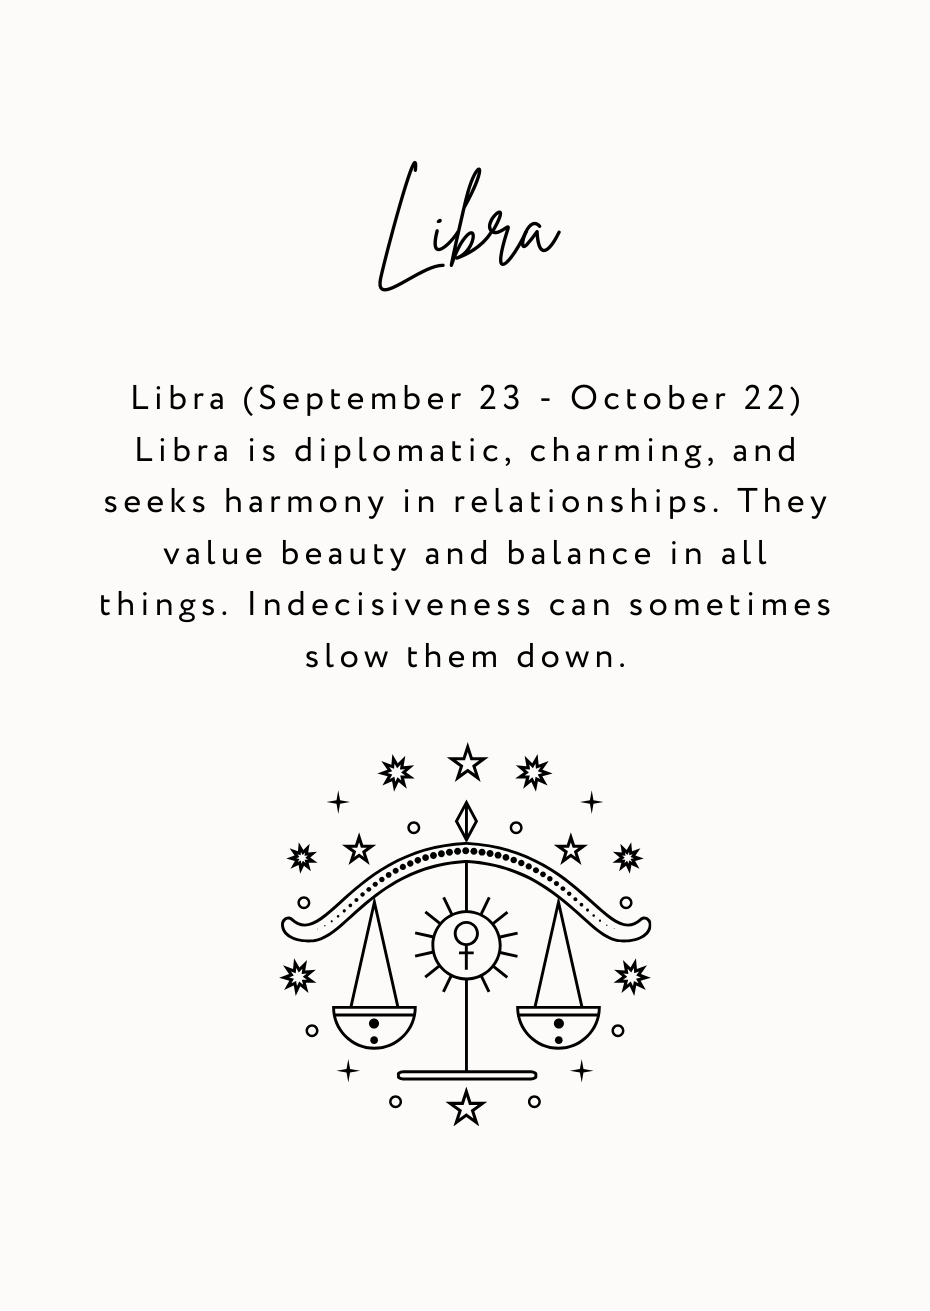 Libra
Libra (September 23 - October 22)
Libra is diplomatic, charming, and
seeks harmony in relationships. They
value beauty and balance in all
things. Indecisiveness can sometimes
slow them down.